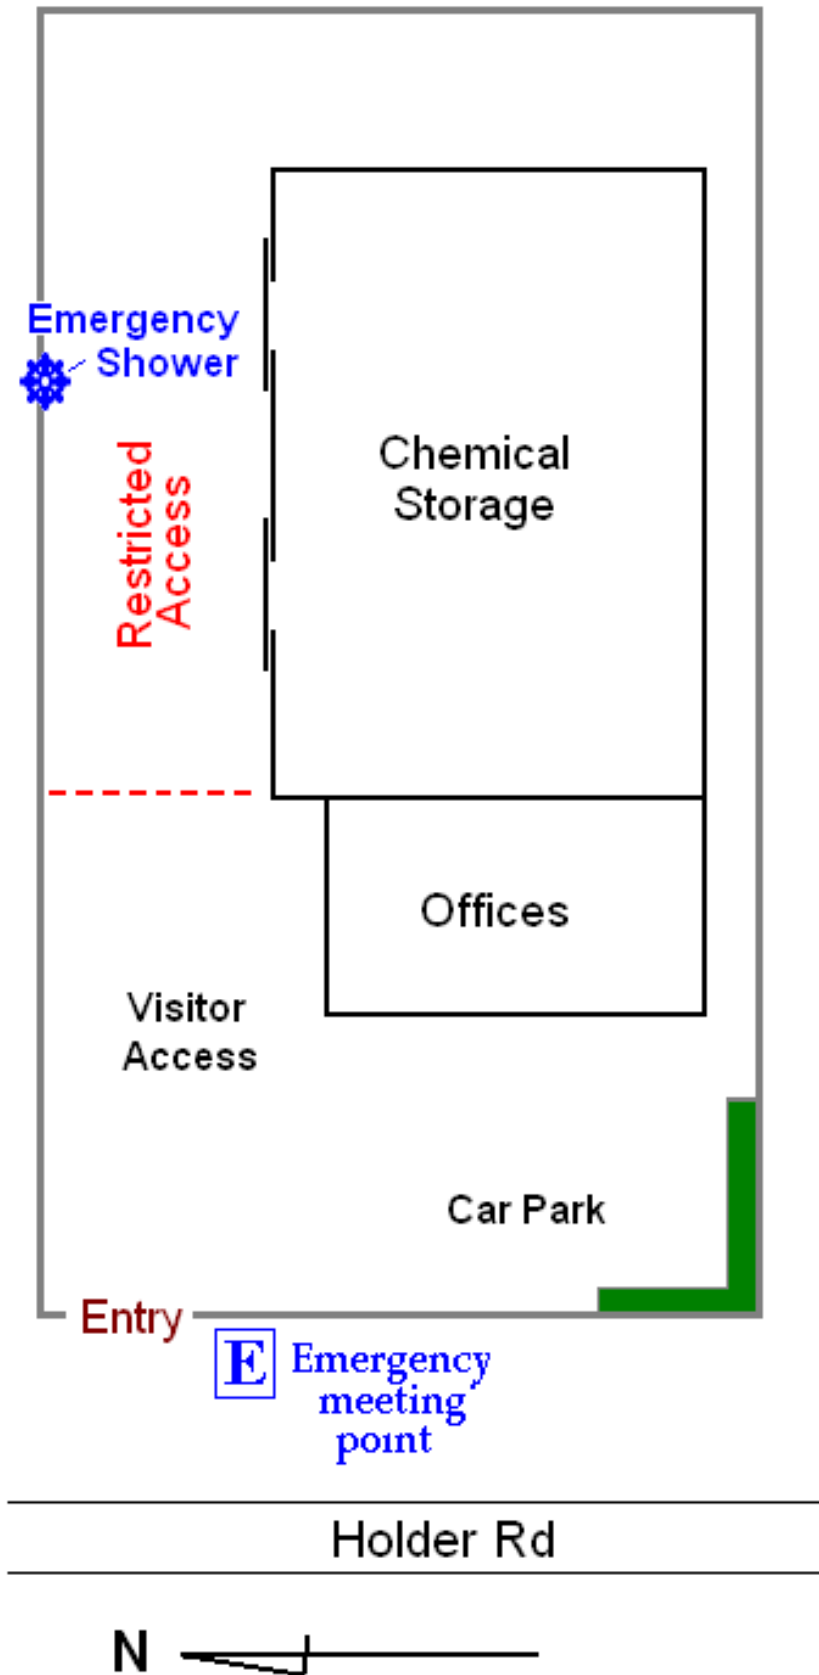 Emergency
Shower
Chemical
Storage
Restricted
Access
Offices
Visitor
Access
Car Park
Entry
E
Emergency
meeting
point
Holder Rd
N